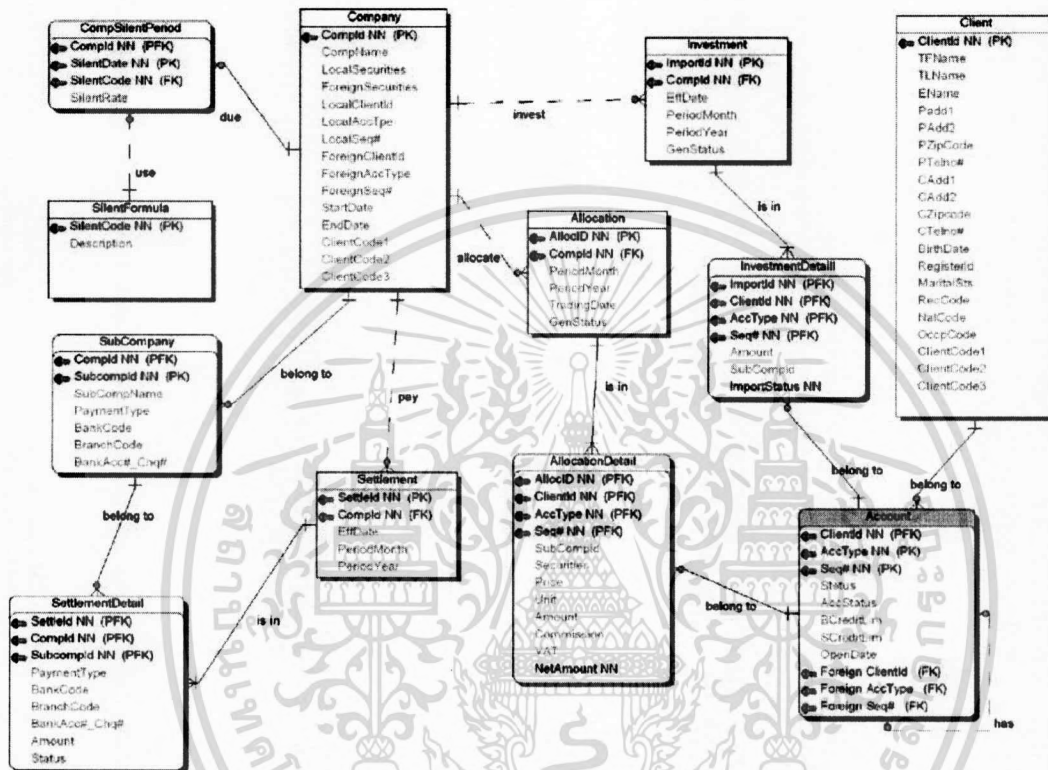 CompSilentPeriod
CompId NN (PFK)
SilentDate NN (PK)
SilentCode NN (FK)
SilentRate
due
use
SilentFormula
SilentCode NN (PK)
Description
Company
CompId NN (PK)
CompName
LocalSecurities
ForeignSecurities
LocalClientId
LocalAccTpe
LocalSeq#
ForeignClientId
ForeignAccType
ForeignSeq#
StartDate
EndDate
ClientCode1
ClientCode2
ClientCode3
invest
allocate
Investment
ImportId NN (PK)
CompId NN (FK)
EffDate
PeriodMonth
PeriodYear
GenStatus
is in
Client
ClientId NN (PK)
TFName
TLName
EName
Padd1
PAdd2
PZipCode
PTelno#
CAdd1
CAdd2
CZipcode
CTelno#
BirthDate
RegisterId
MaritalSts
RecCode
NatCode
OccpCode
ClientCode1
ClientCode2
ClientCode3
Allocation
AllocID NN (PK)
CompId NN (FK)
PeriodMonth
PeriodYear
TradingDate
GenStatus
is in
InvestmentDetaill
ImportId NN (PFK)
ClientId NN (PFK)
AccType NN (PFK)
Seq# NN (PFK)
Amount
SubCompId
ImportStatus NN
belong to
belong to
SubCompany
CompId NN (PFK)
SubcompId NN (PK)
SubCompName
PaymentType
BankCode
BranchCode
BankAcc#_Chq#
belong to
pay
belong to
Settlement
SettleId NN (PK)
CompId NN (FK)
EffDate
PeriodMonth
PeriodYear
is in
AllocationDetail
AllocID NN (PFK)
ClientId NN (PFK)
AccType NN (PFK)
Seq# NN (PFK)
SubCompId
Securities
Price
Unit
Amount
Commission
VAT
NetAmount NN
belong to
Account
ClientId NN (PFK)
AccType NN (PK)
Seq# NN (PK)
Status
AccStatus
BCreditLim
SCreditLim
OpenDate
Foreign ClientId (FK)
Foreign AccType (FK)
Foreign Seq# (FK)
has
SettlementDetail
SettleId NN (PFK)
CompId NN (PFK)
SubcompId NN (PFK)
PaymentType
BankCode
BranchCode
BankAcc#_Chq#
Amount
Status